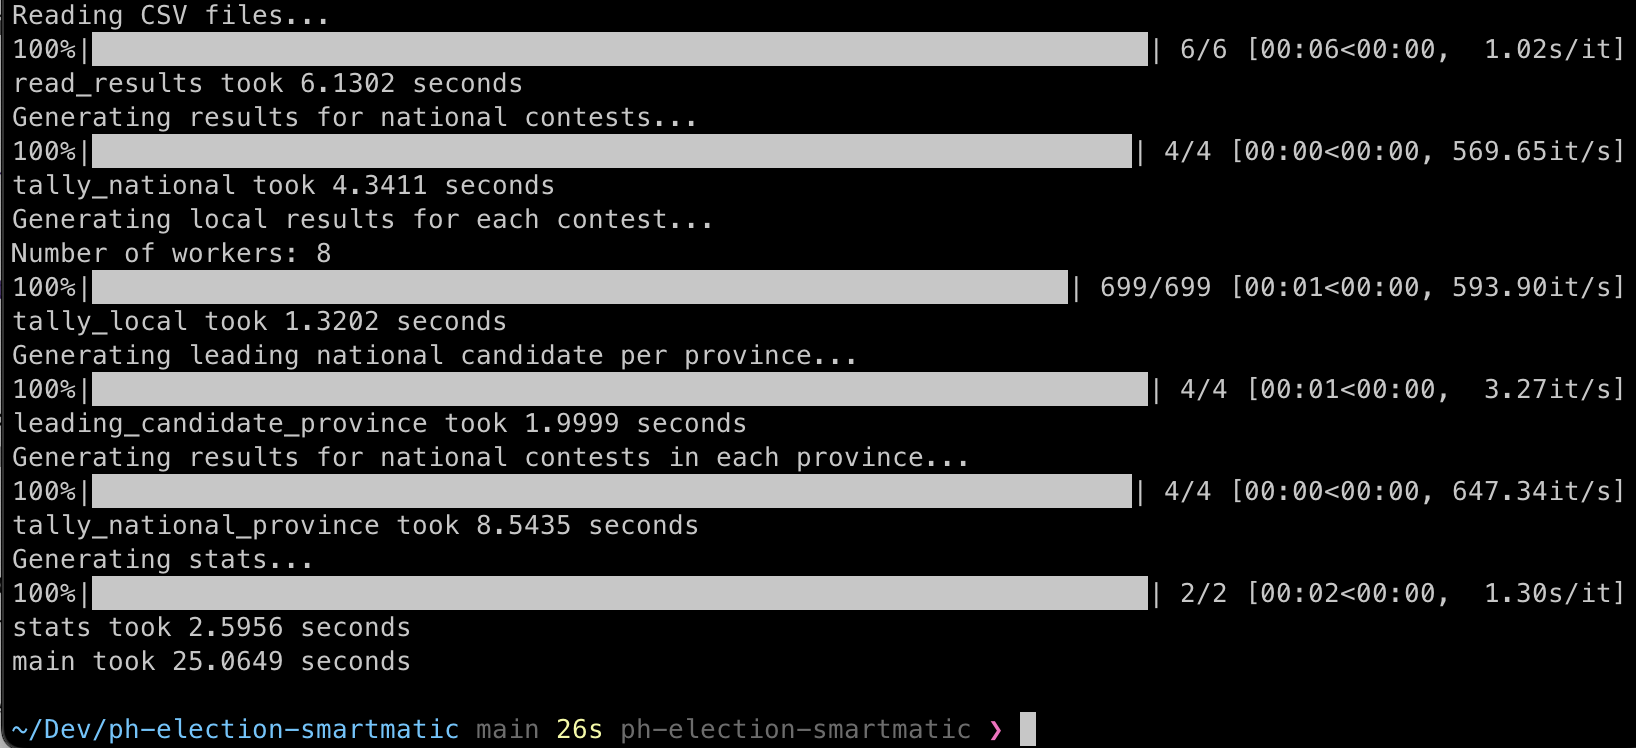 Reading CSV files...
100%|██████████| 6/6 [00:06<00:00,  1.02s/it]
read_results took 6.1302 seconds
Generating results for national contests...
100%|██████████| 4/4 [00:00<00:00, 569.65it/s]
tally_national took 4.3411 seconds
Generating local results for each contest...
Number of workers: 8
100%|██████████| 699/699 [00:01<00:00, 593.90it/s]
tally_local took 1.3202 seconds
Generating leading national candidate per province...
100%|██████████| 4/4 [00:01<00:00,  3.27it/s]
leading_candidate_province took 1.9999 seconds
Generating results for national contests in each province...
100%|██████████| 4/4 [00:00<00:00, 647.34it/s]
tally_national_province took 8.5435 seconds
Generating stats...
100%|██████████| 2/2 [00:02<00:00,  1.30s/it]
stats took 2.5956 seconds
main took 25.0649 seconds
~/Dev/ph-election-smartmatic main 26s ph-election-smartmatic ❯